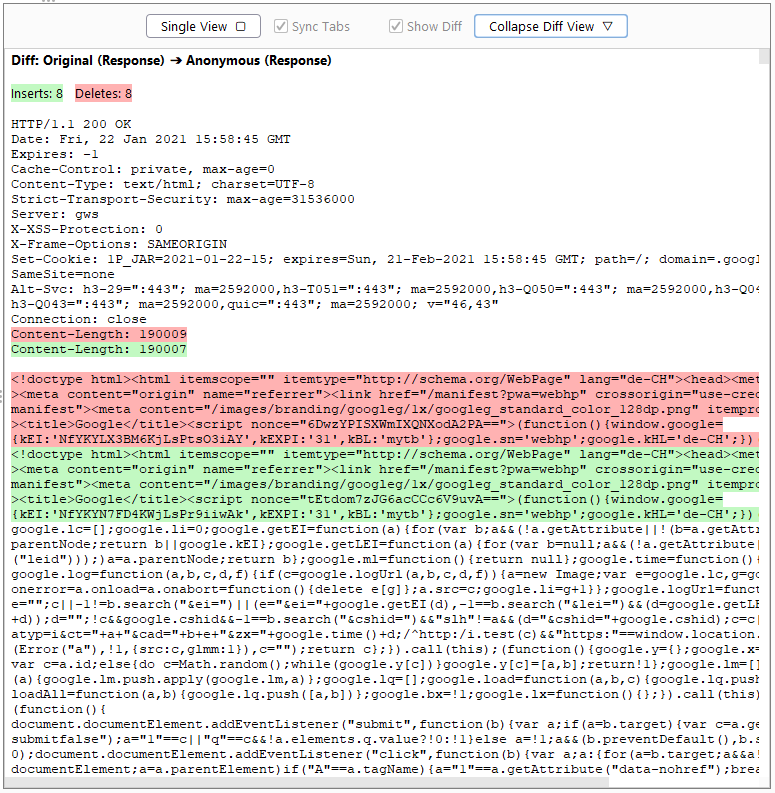 Single View ▢ Sync Tabs Show Diff Collapse Diff View ▽
Diff: Original (Response) ➔ Anonymous (Response)
Inserts: 8 Deletes: 8
HTTP/1.1 200 OK
Date: Fri, 22 Jan 2021 15:58:45 GMT
Expires: -1
Cache-Control: private, max-age=0
Content-Type: text/html; charset=UTF-8
Strict-Transport-Security: max-age=31536000
Server: gws
X-XSS-Protection: 0
X-Frame-Options: SAMEORIGIN
Set-Cookie: 1P_JAR=2021-01-22-15; expires=Sun, 21-Feb-2021 15:58:45 GMT; path=/; domain=.googl
SameSite=none
Alt-Svc: h3-29=":443"; ma=2592000,h3-T051=":443"; ma=2592000,h3-Q050=":443"; ma=2592000,h3-Q04
h3-Q043=":443"; ma=2592000,quic=":443"; ma=2592000; v="46,43"
Connection: close
Content-Length: 190009
Content-Length: 190007
<!doctype html><html itemscope="" itemtype="http://schema.org/WebPage" lang="de-CH"><head><met
><meta content="origin" name="referrer"><link href="/manifest?pwa=webhp" crossorigin="use-cred
manifest"><meta content="/images/branding/googleg/1x/googleg_standard_color_128dp.png" itempro
><title>Google</title><script nonce="6DwzYPISXWmIXQNXodA2PA==">(function(){window.google=
{kEI:'NfYKYLX3BM6KjLsPtsO3iAY',kEXPI:'31',kBL:'mytb'};google.sn='webhp';google.kHL='de-CH';})
<!doctype html><html itemscope="" itemtype="http://schema.org/WebPage" lang="de-CH"><head><met
><meta content="origin" name="referrer"><link href="/manifest?pwa=webhp" crossorigin="use-cred
manifest"><meta content="/images/branding/googleg/1x/googleg_standard_color_128dp.png" itempro
><title>Google</title><script nonce="tEtdom7zJG6acCCc6V9uvA==">(function(){window.google=
{kEI:'NfYKYN7FD4KWjLsPr9iiwAk',kEXPI:'31',kBL:'mytb'};google.sn='webhp';google.kHL='de-CH';})
google.lc=[];google.li=0;google.getEI=function(a){for(var b;a&&(!a.getAttribute||!(b=a.getAttr
parentNode;return b||google.kEI};google.getLEI=function(a){for(var b=null;a&&(!a.getAttribute|
("leid")));)a=a.parentNode;return b};google.ml=function(){return null};google.time=function(){
google.log=function(a,b,c,d,f){if(c=google.logUrl(a,b,c,d,f)){a=new Image;var e=google.lc,g=go
onerror=a.onload=a.onabort=function(){delete e[g]};a.src=c;google.li=g+1}};google.logUrl=funct
e="";c||-1!=b.search("&ei=")||(e="&ei="+google.getEI(d),-1==b.search("&lei=")&&(d=google.getLE
+d));d="";!c&&google.cshid&&-1==b.search("&cshid=")&&"slh"!=a&&(d="&cshid="+google.cshid);c=c|
atyp=i&ct="+a+"&cad="+b+e+"&zx="+google.time()+d;/^http:/i.test(c)&&"https:"==window.location.
(Error("a"),!1,{src:c,glmm:1}),c="");return c};}).call(this);(function(){google.y={};google.x=
var c=a.id;else{do c=Math.random();while(google.y[c])}google.y[c]=[a,b];return!1};google.lm=[]
(a){google.lm.push.apply(google.lm,a)};google.lq=[];google.load=function(a,b,c){google.lq.push
loadAll=function(a,b){google.lq.push([a,b])};google.bx=!1;google.lx=function(){};}).call(this)
(function(){
document.documentElement.addEventListener("submit",function(b){var a;if(a=b.target){var c=a.ge
submitfalse");a="1"==c||"q"==c&&!a.elements.q.value?!0:!1}else a=!1;a&&(b.preventDefault(),b.s
0);document.documentElement.addEventListener("click",function(b){var a;a:{for(a=b.target;a&&a!
documentElement;a=a.parentElement)if("A"==a.tagName){a="1"==a.getAttribute("data-nohref");brea